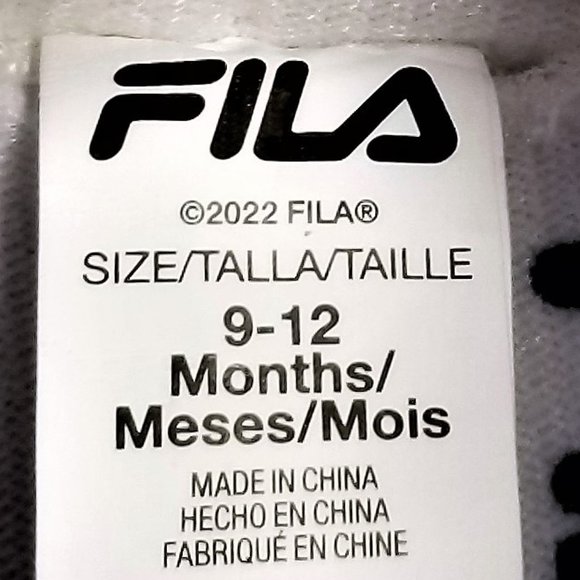 FILA
©2022 FILA®
SIZE/TALLA/TAILLE
9-12
Months/
Meses/Mois
MADE IN CHINA
HECHO EN CHINA
FABRIQUÉ EN CHINE